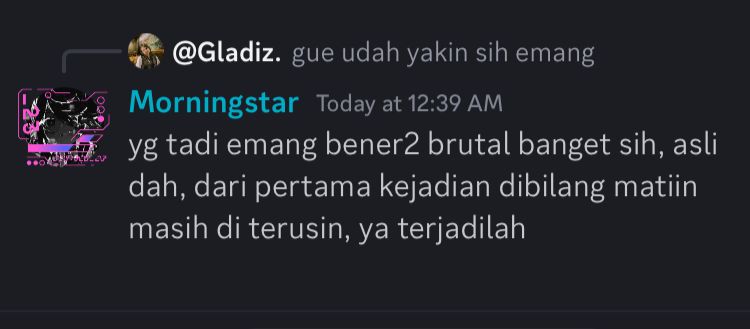 @Gladiz. gue udah yakin sih emang
Morningstar Today at 12:39 AM
yg tadi emang bener2 brutal banget sih, asli
dah, dari pertama kejadian dibilang matiin
masih di terusin, ya terjadilah